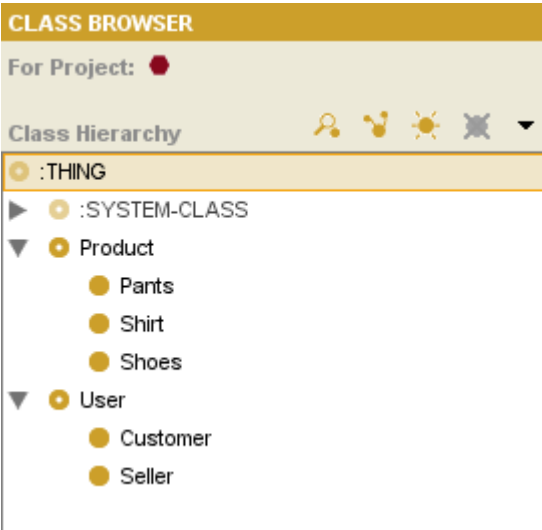 CLASS BROWSER
For Project:
Class Hierarchy
:THING
:SYSTEM-CLASS
Product
Pants
Shirt
Shoes
User
Customer
Seller